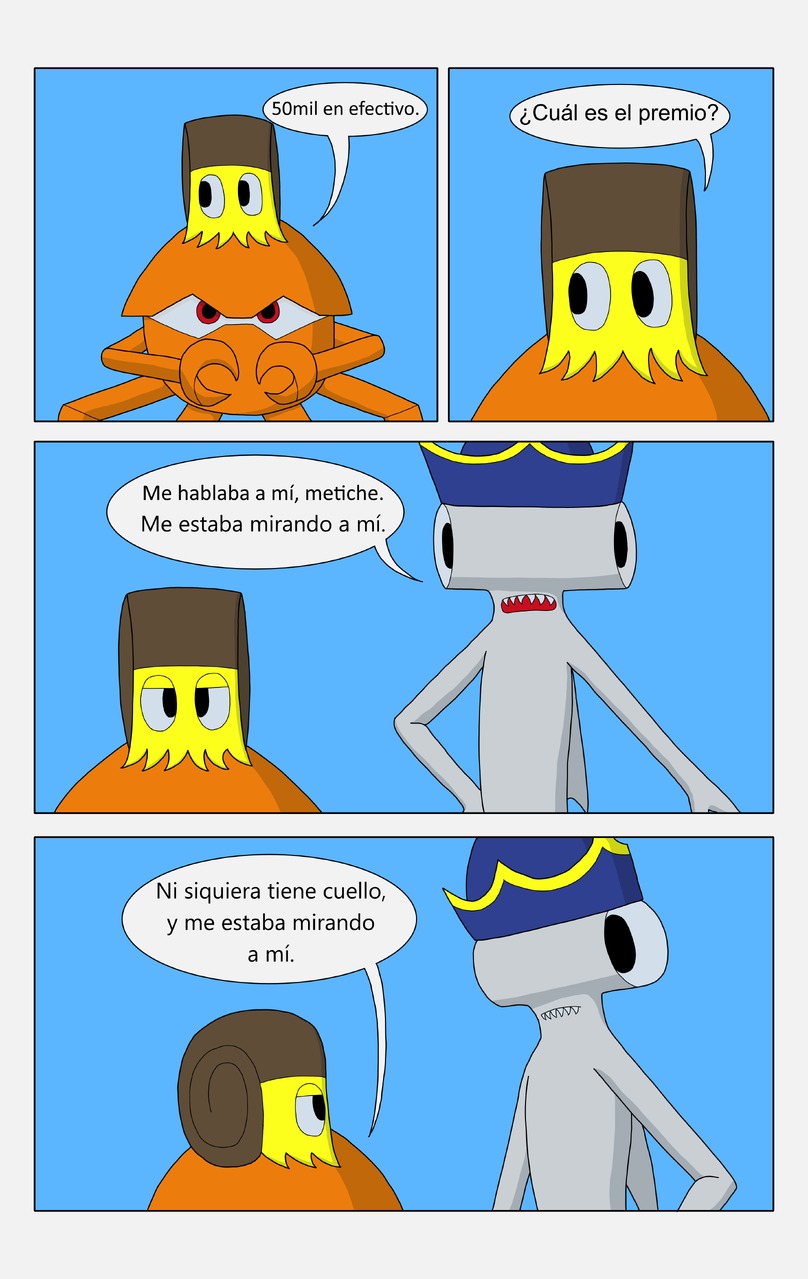 50mil en efectivo.
¿Cuál es el premio?
Me hablaba a mí, metiche.
Me estaba mirando a mí.
Ni siquiera tiene cuello,
y me estaba mirando
a mí.